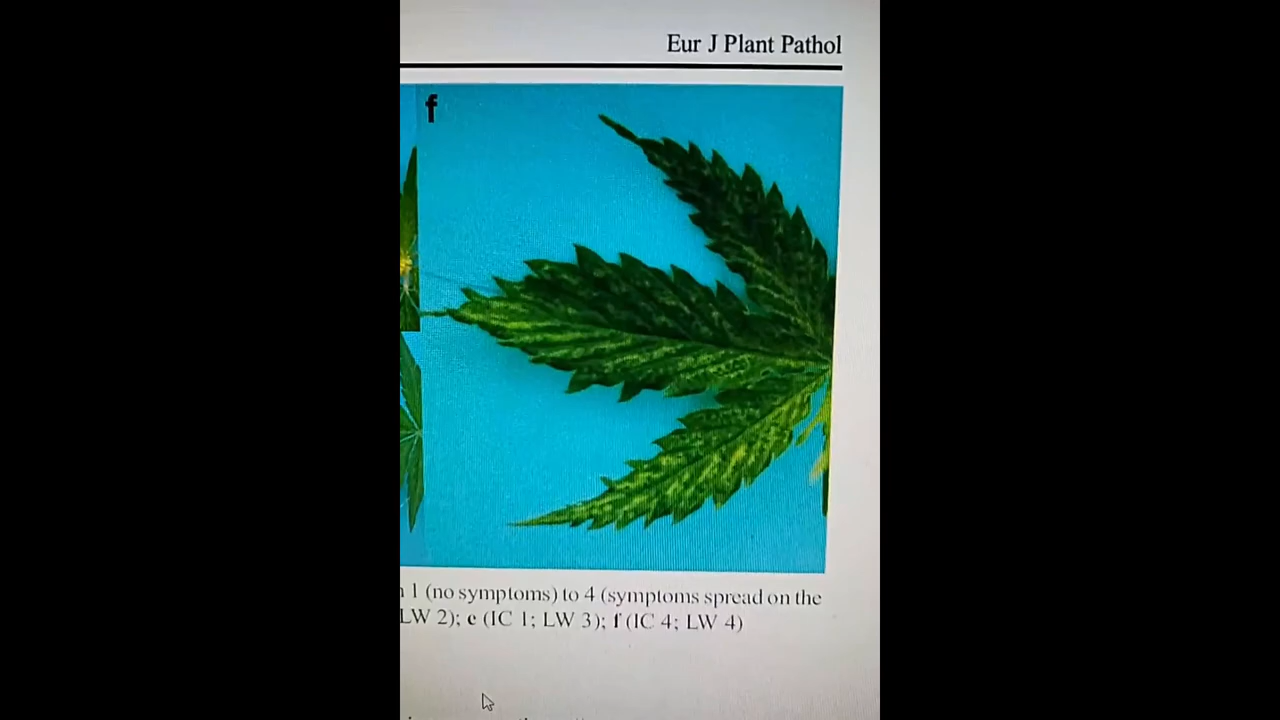 Eur J Plant Pathol
f
1 (no symptoms) to 4 (symptoms spread on the
LW 2); e (IC 1; LW 3); f (IC 4; LW 4)